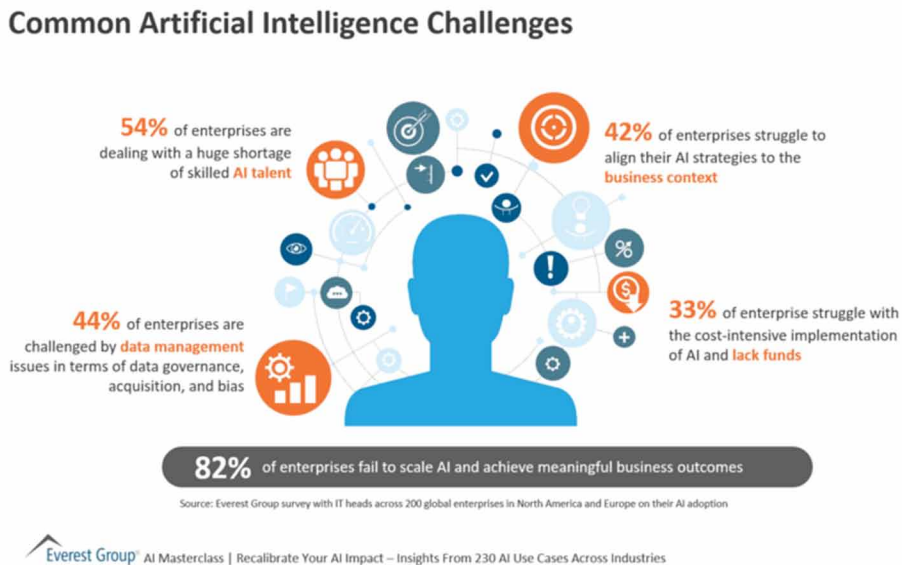 Common Artificial Intelligence Challenges
54% of enterprises are
dealing with a huge shortage
of skilled AI talent
42% of enterprises struggle to
align their AI strategies to the
business context
44% of enterprises are
challenged by data management
issues in terms of data governance,
acquisition, and bias
33% of enterprise struggle with
the cost-intensive implementation
of AI and lack funds
82% of enterprises fail to scale AI and achieve meaningful business outcomes
Source: Everest Group survey with IT heads across 200 global enterprises in North America and Europe on their AI adoption
Everest Group® AI Masterclass | Recalibrate Your AI Impact – Insights From 230 AI Use Cases Across Industries